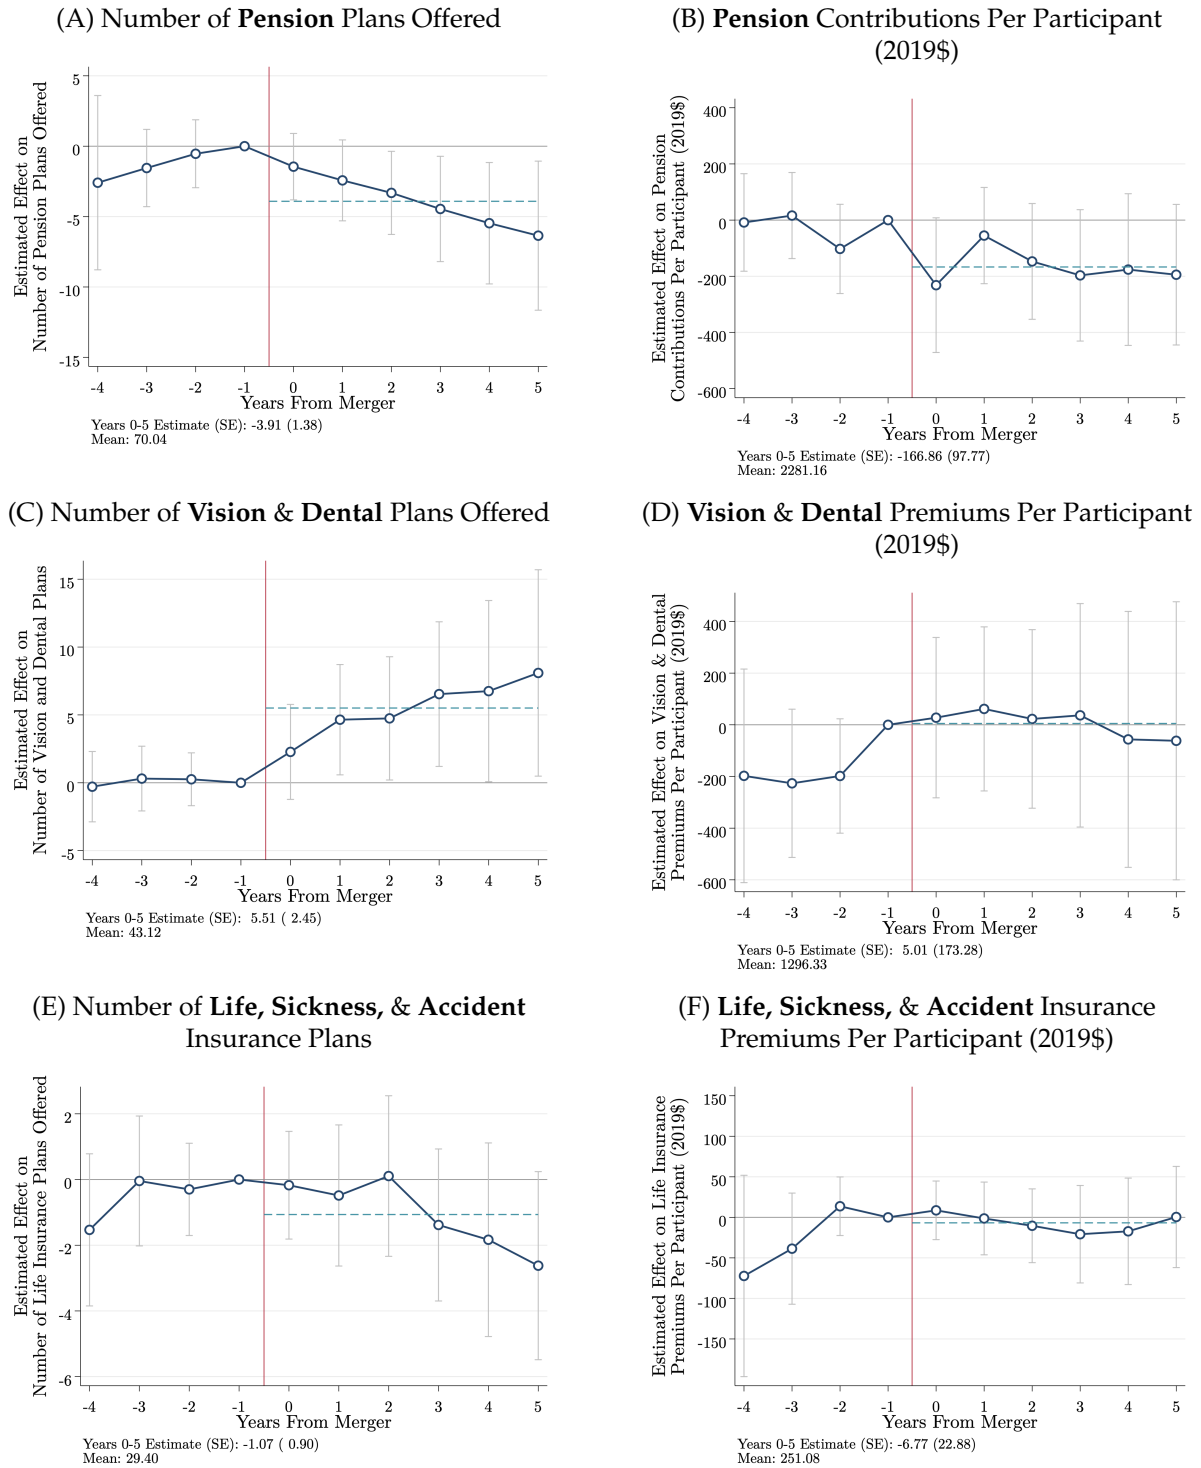 (A) Number of Pension Plans Offered
Estimated Effect on
Number of Pension Plans Offered
5
0
-5
-10
-15
-4 -3 -2 -1 0 1 2 3 4 5
Years From Merger
Years 0-5 Estimate (SE): -3.91 (1.38)
Mean: 70.04
(B) Pension Contributions Per Participant
(2019$)
Estimated Effect on Pension
Contributions Per Participant (2019$)
400
200
0
-200
-400
-600
-4 -3 -2 -1 0 1 2 3 4 5
Years From Merger
Years 0-5 Estimate (SE): -166.86 (97.77)
Mean: 2281.16
(C) Number of Vision & Dental Plans Offered
Estimated Effect on
Number of Vision and Dental Plans
15
10
5
0
-5
-4 -3 -2 -1 0 1 2 3 4 5
Years From Merger
Years 0-5 Estimate (SE): 5.51 ( 2.45)
Mean: 43.12
(D) Vision & Dental Premiums Per Participant
(2019$)
Estimated Effect on Vision & Dental
Premiums Per Participant (2019$)
400
200
0
-200
-400
-600
-4 -3 -2 -1 0 1 2 3 4 5
Years From Merger
Years 0-5 Estimate (SE): 5.01 (173.28)
Mean: 1296.33
(E) Number of Life, Sickness, & Accident
Insurance Plans
Estimated Effect on
Number of Life Insurance Plans Offered
2
0
-2
-4
-6
-4 -3 -2 -1 0 1 2 3 4 5
Years From Merger
Years 0-5 Estimate (SE): -1.07 ( 0.90)
Mean: 29.40
(F) Life, Sickness, & Accident Insurance
Premiums Per Participant (2019$)
Estimated Effect on Life Insurance
Premiums Per Participant (2019$)
150
100
50
0
-50
-100
-150
-4 -3 -2 -1 0 1 2 3 4 5
Years From Merger
Years 0-5 Estimate (SE): -6.77 (22.88)
Mean: 251.08